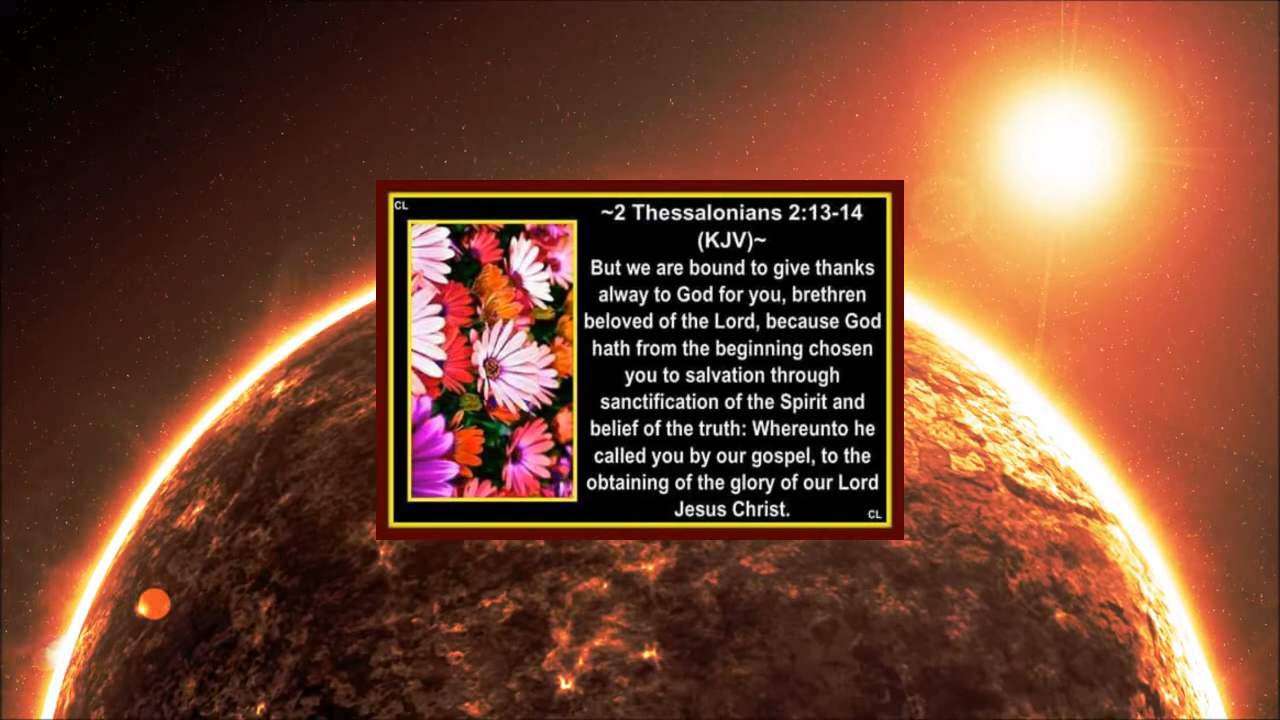 CL
~2 Thessalonians 2:13-14
(KJV)~
But we are bound to give thanks
alway to God for you, brethren
beloved of the Lord, because God
hath from the beginning chosen
you to salvation through
sanctification of the Spirit and
belief of the truth: Whereunto he
called you by our gospel, to the
obtaining of the glory of our Lord
Jesus Christ.
CL